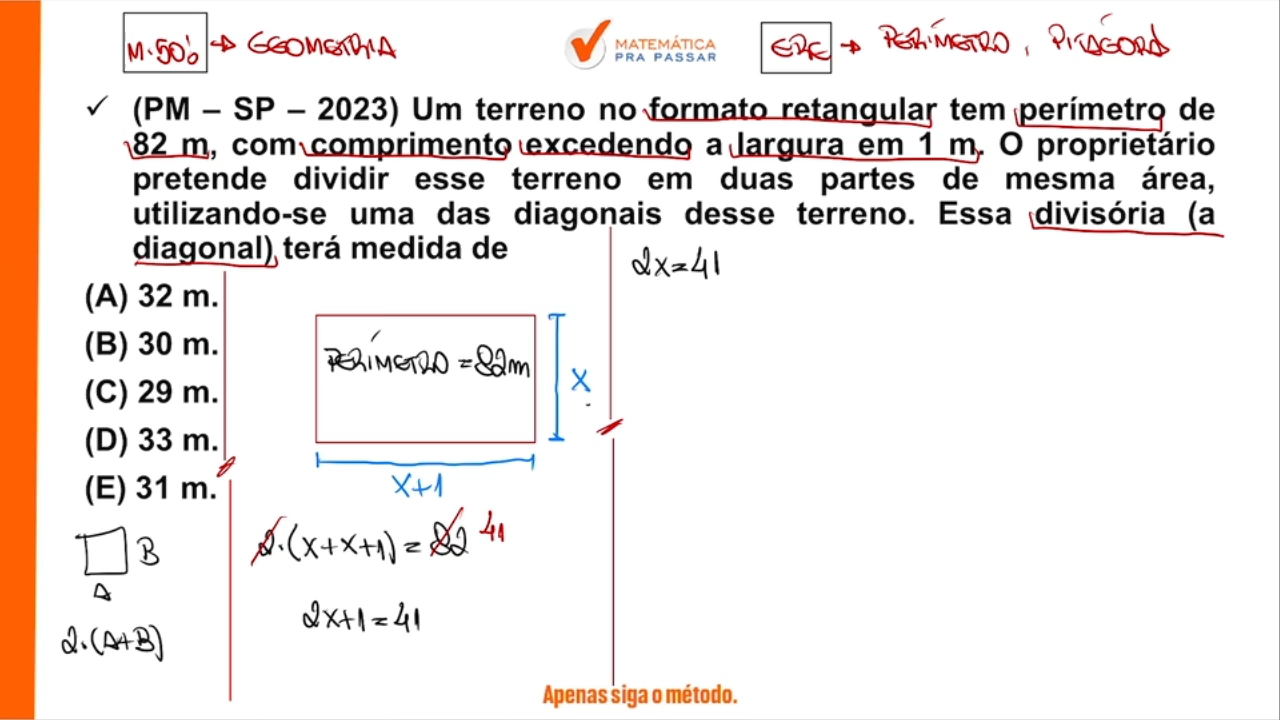 M.50% → GEOMETRIA
MATEMÁTICA
PRA PASSAR
→ PERÍMETRO, PITÁGORAS
✓ (PM – SP – 2023) Um terreno no formato retangular tem perímetro de
82 m, com comprimento excedendo a largura em 1 m. O proprietário
pretende dividir esse terreno em duas partes de mesma área,
utilizando-se uma das diagonais desse terreno. Essa divisória (a
diagonal) terá medida de
(A) 32 m.
(B) 30 m.
(C) 29 m.
(D) 33 m.
(E) 31 m.
B
A
2.(A+B)
PERÍMETRO = 82m
X
X+1
2.(X+X+1) = 82 41
2X+1=41
2X=41
Apenas siga o método.